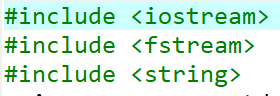 #include <iostream>
#include <fstream>
#include <string>